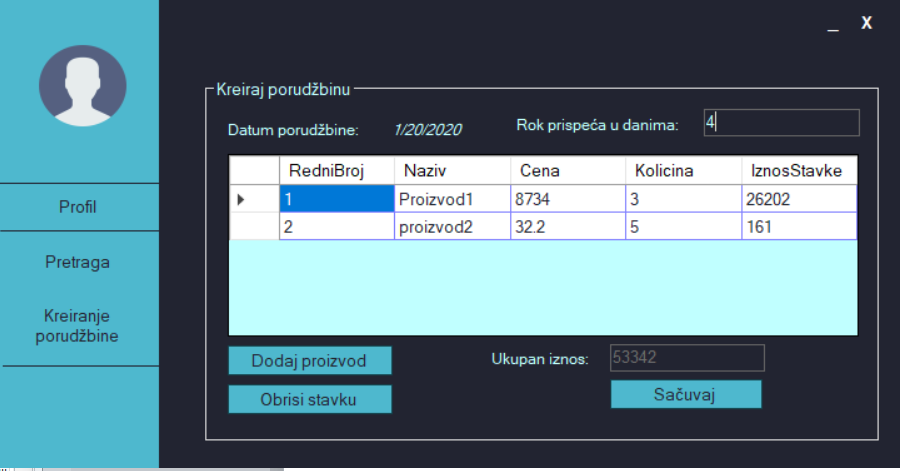 _ X
Profil
Pretraga
Kreiranje
porudžbine
Kreiraj porudžbinu
Datum porudžbine: 1/20/2020 Rok prispeća u danima: 4
RedniBroj Naziv Cena Kolicina IznosStavke
1 Proizvod1 8734 3 26202
2 proizvod2 32.2 5 161
Dodaj proizvod Ukupan iznos: 53342
Obrisi stavku Sačuvaj